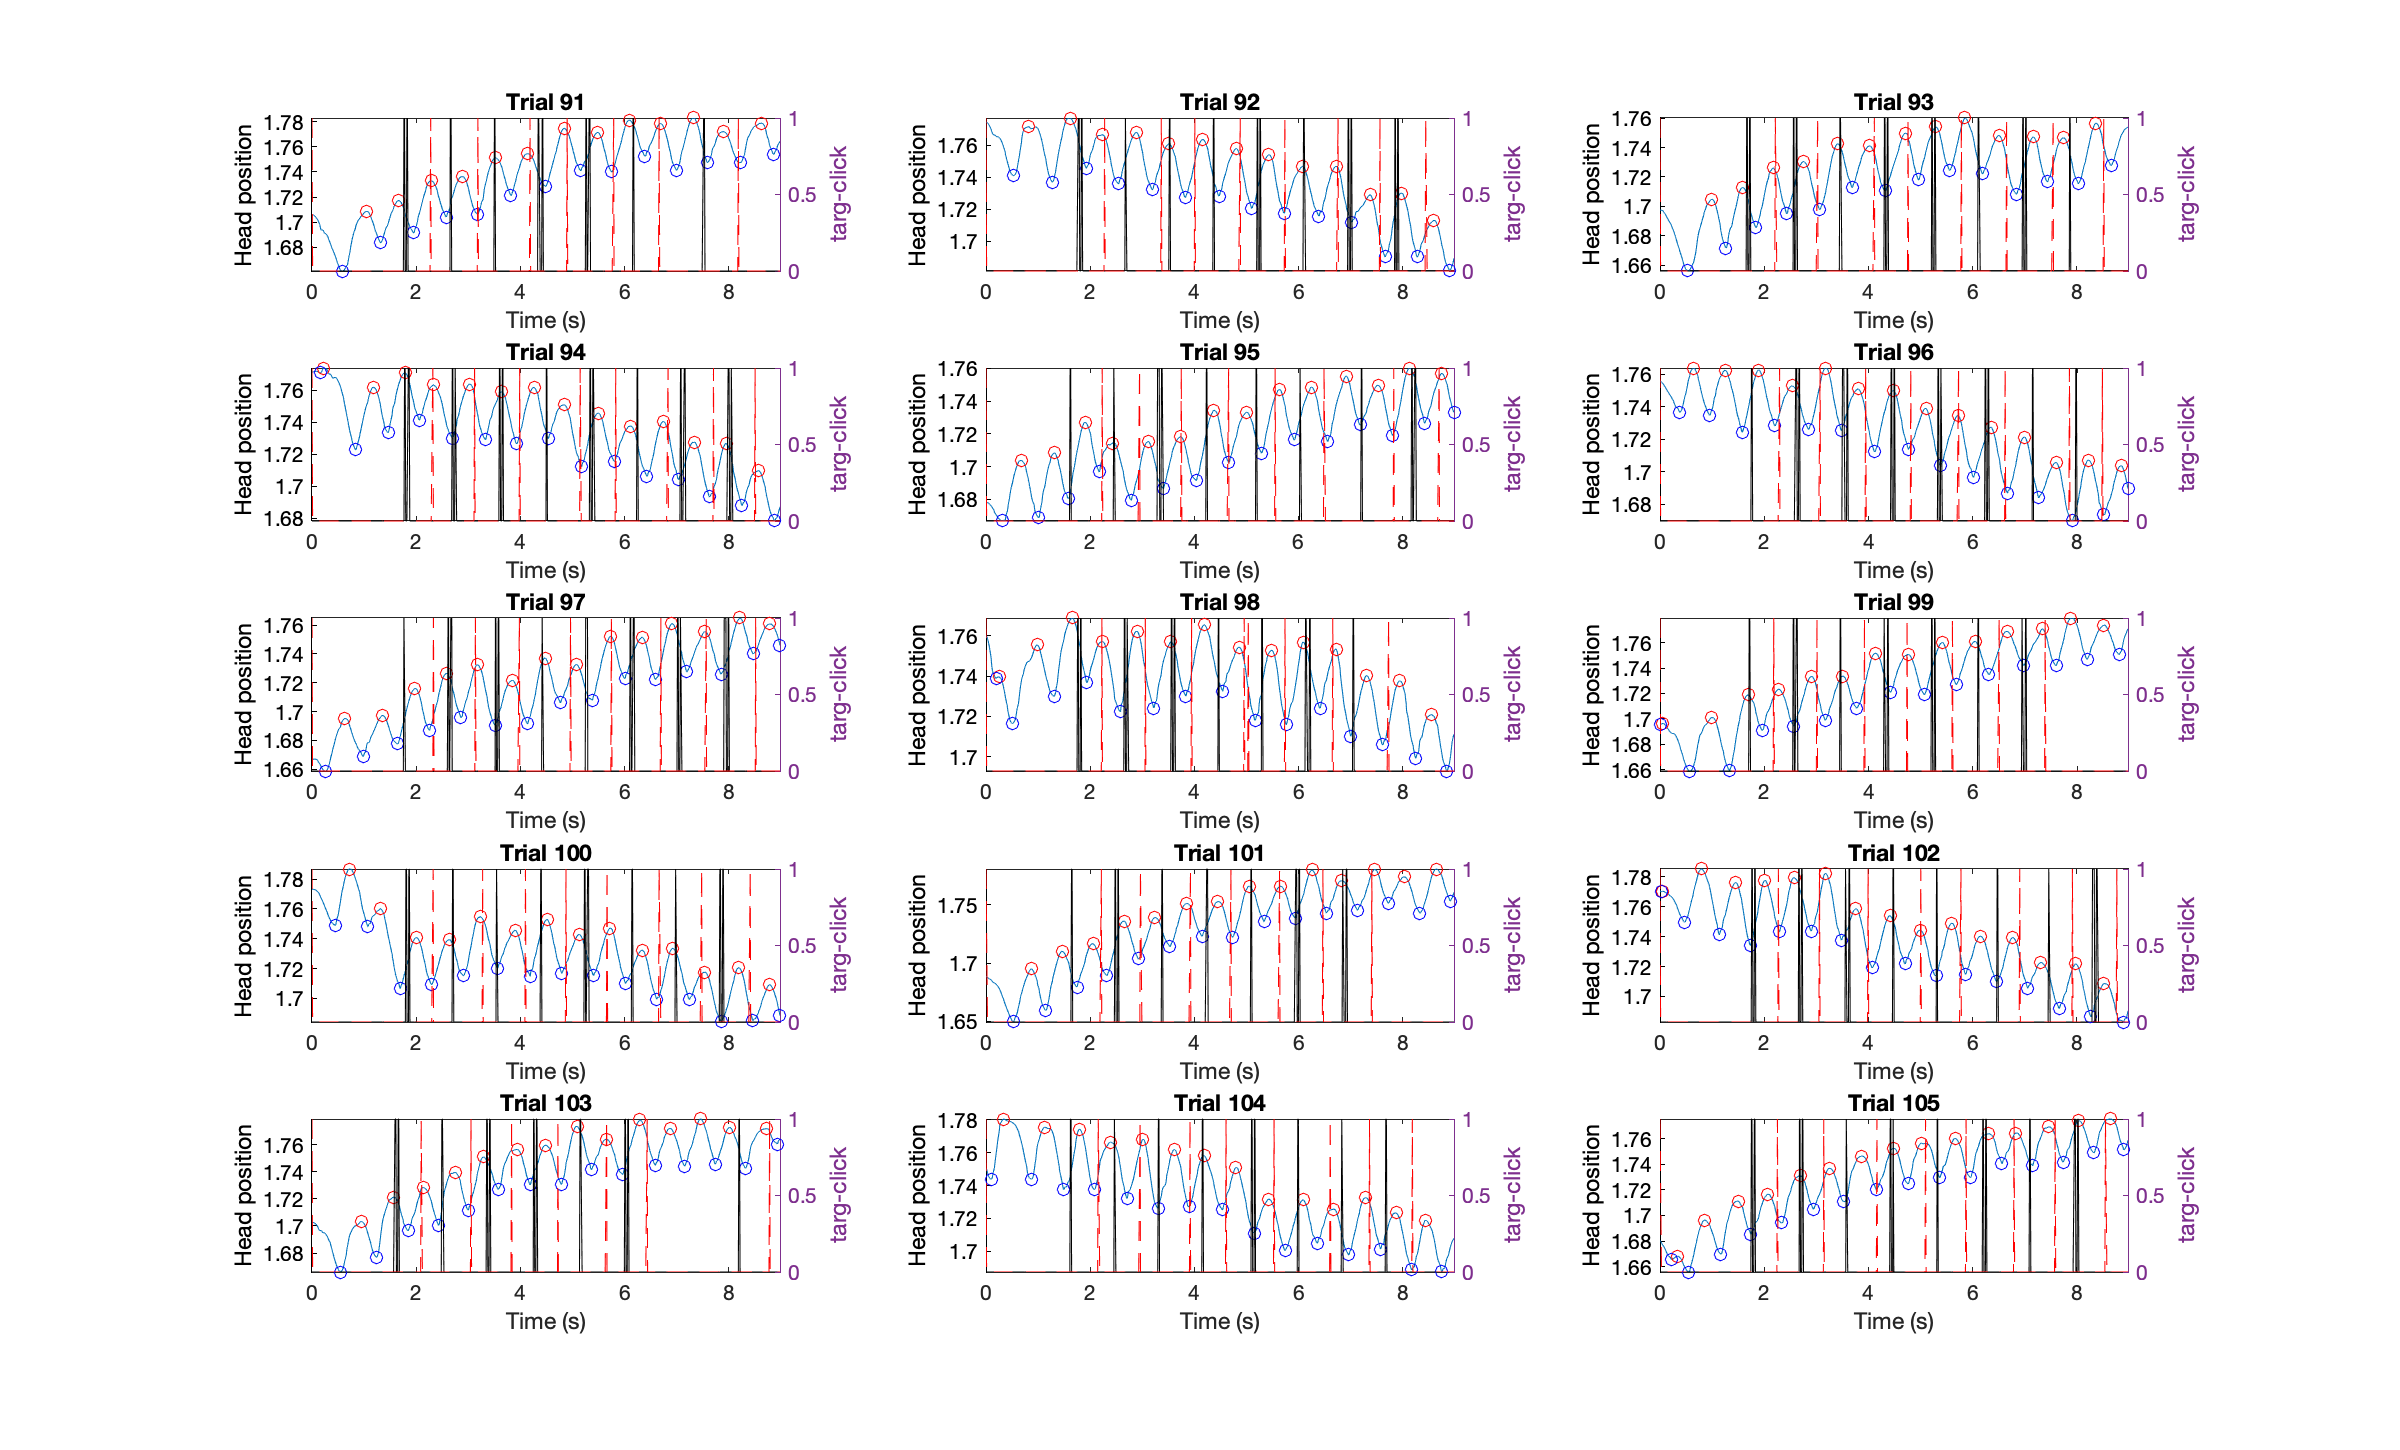 Trial 91
Head position
1.78
1.76
1.74
1.72
1.7
1.68
1
0.5
0
targ-click
0 2 4 6 8
Time (s)
Trial 92
Head position
1.76
1.74
1.72
1.7
1
0.5
0
targ-click
0 2 4 6 8
Time (s)
Trial 93
Head position
1.76
1.74
1.72
1.7
1.68
1.66
1
0.5
0
targ-click
0 2 4 6 8
Time (s)
Trial 94
Head position
1.76
1.74
1.72
1.7
1.68
1
0.5
0
targ-click
0 2 4 6 8
Time (s)
Trial 95
Head position
1.76
1.74
1.72
1.7
1.68
1
0.5
0
targ-click
0 2 4 6 8
Time (s)
Trial 96
Head position
1.76
1.74
1.72
1.7
1.68
1
0.5
0
targ-click
0 2 4 6 8
Time (s)
Trial 97
Head position
1.76
1.74
1.72
1.7
1.68
1.66
1
0.5
0
targ-click
0 2 4 6 8
Time (s)
Trial 98
Head position
1.76
1.74
1.72
1.7
1
0.5
0
targ-click
0 2 4 6 8
Time (s)
Trial 99
Head position
1.76
1.74
1.72
1.7
1.68
1.66
1
0.5
0
targ-click
0 2 4 6 8
Time (s)
Trial 100
Head position
1.78
1.76
1.74
1.72
1.7
1
0.5
0
targ-click
0 2 4 6 8
Time (s)
Trial 101
Head position
1.75
1.7
1.65
1
0.5
0
targ-click
0 2 4 6 8
Time (s)
Trial 102
Head position
1.78
1.76
1.74
1.72
1.7
1
0.5
0
targ-click
0 2 4 6 8
Time (s)
Trial 103
Head position
1.76
1.74
1.72
1.7
1.68
1
0.5
0
targ-click
0 2 4 6 8
Time (s)
Trial 104
Head position
1.78
1.76
1.74
1.72
1.7
1
0.5
0
targ-click
0 2 4 6 8
Time (s)
Trial 105
Head position
1.76
1.74
1.72
1.7
1.68
1.66
1
0.5
0
targ-click
0 2 4 6 8
Time (s)